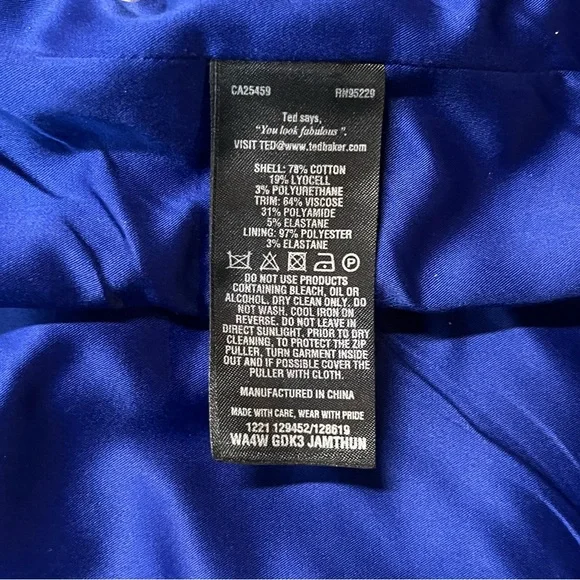 CA25459 RN95229
Ted says,
"You look fabulous".
VISIT TED@www.tedbaker.com
SHELL: 78% COTTON
19% LYOCELL
3% POLYURETHANE
TRIM: 64% VISCOSE
31% POLYAMIDE
5% ELASTANE
LINING: 97% POLYESTER
3% ELASTANE
P
DO NOT USE PRODUCTS
CONTAINING BLEACH, OIL OR
ALCOHOL. DRY CLEAN ONLY. DO
NOT WASH. COOL IRON ON
REVERSE. DO NOT LEAVE IN
DIRECT SUNLIGHT. PRIOR TO DRY
CLEANING, TO PROTECT THE ZIP
PULLER, TURN GARMENT INSIDE
OUT AND IF POSSIBLE COVER THE
PULLER WITH CLOTH.
MANUFACTURED IN CHINA
MADE WITH CARE, WEAR WITH PRIDE
1221 129452/128619
WA4W GDK3 JAMTHUN